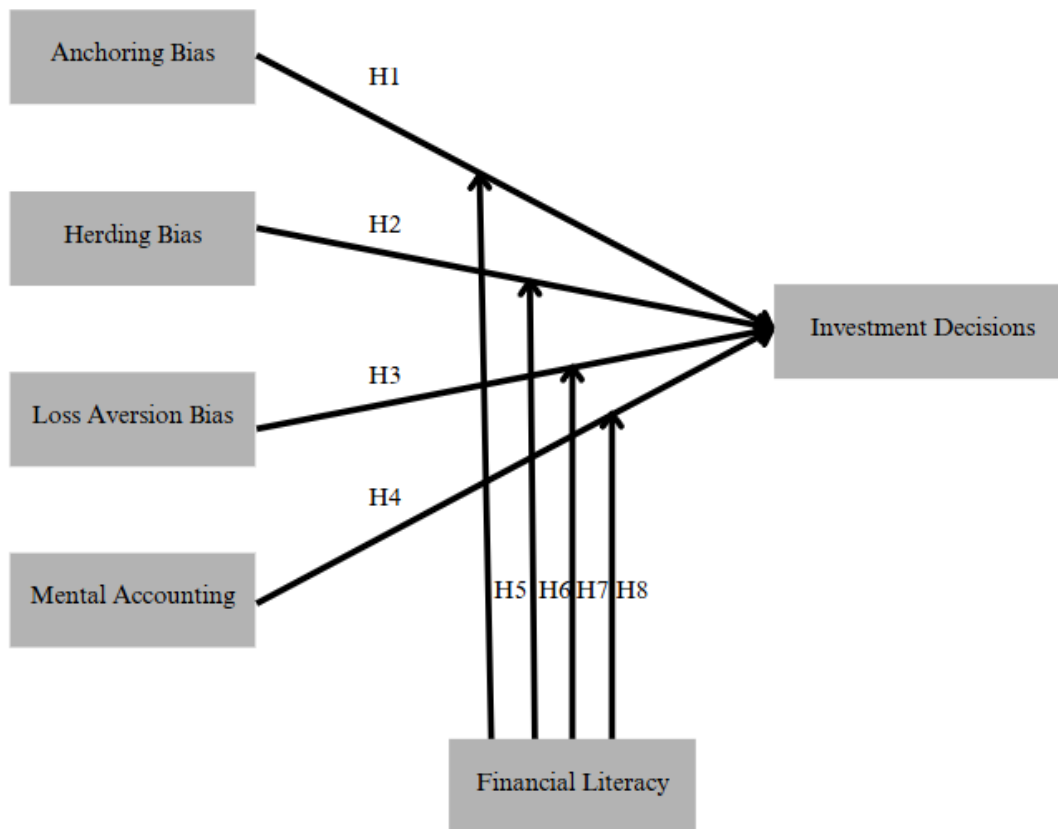 Anchoring Bias
H1
Herding Bias
H2
Investment Decisions
Loss Aversion Bias
H3
H4
Mental Accounting
H5
H6
H7
H8
Financial Literacy